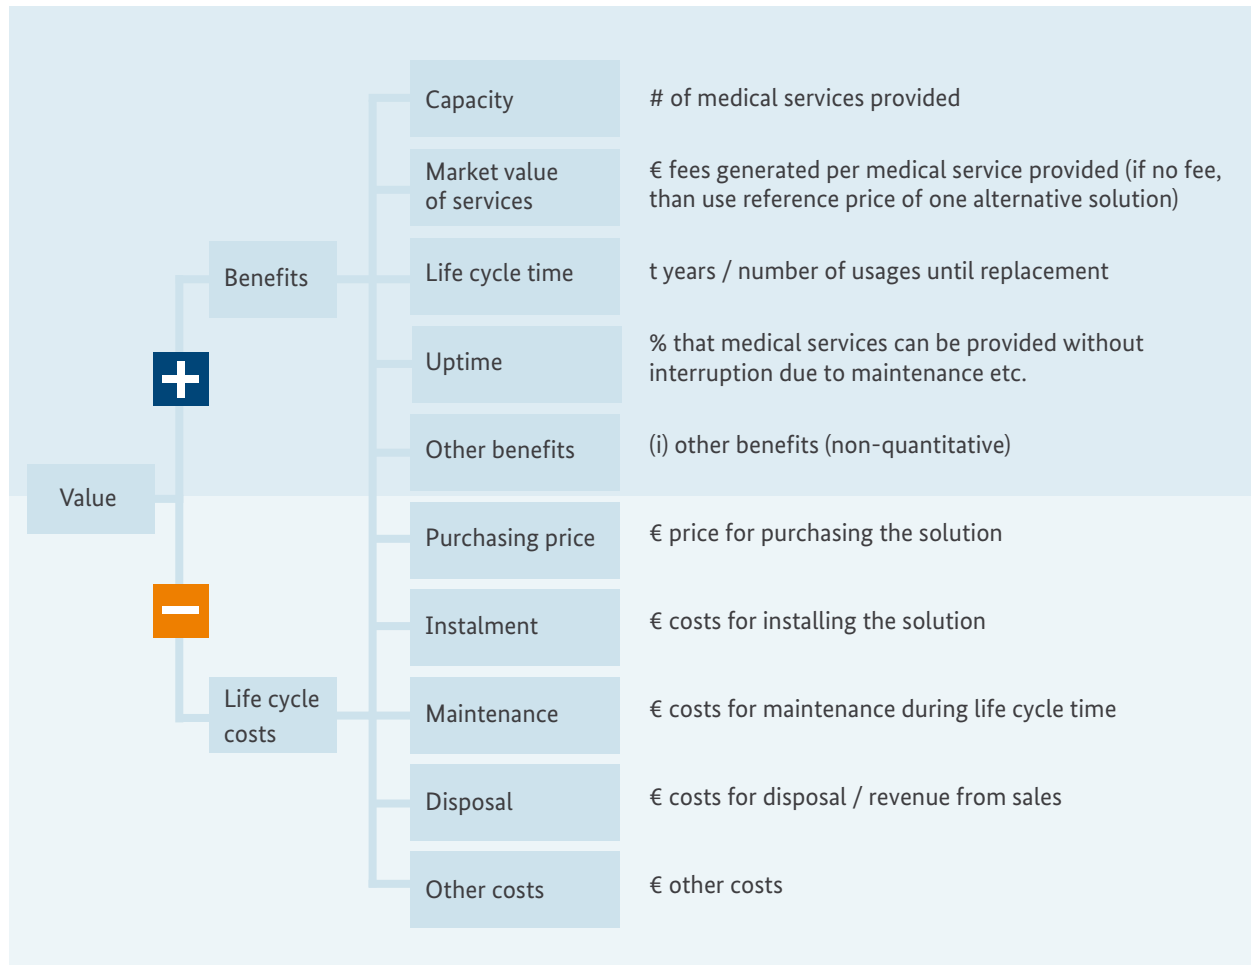 Capacity
# of medical services provided
Market value
of services
€ fees generated per medical service provided (if no fee,
than use reference price of one alternative solution)
Benefits
Life cycle time
t years / number of usages until replacement
Uptime
% that medical services can be provided without
interruption due to maintenance etc.
Other benefits
(i) other benefits (non-quantitative)
Value
Purchasing price
€ price for purchasing the solution
Instalment
€ costs for installing the solution
Life cycle
costs
Maintenance
€ costs for maintenance during life cycle time
Disposal
€ costs for disposal / revenue from sales
Other costs
€ other costs